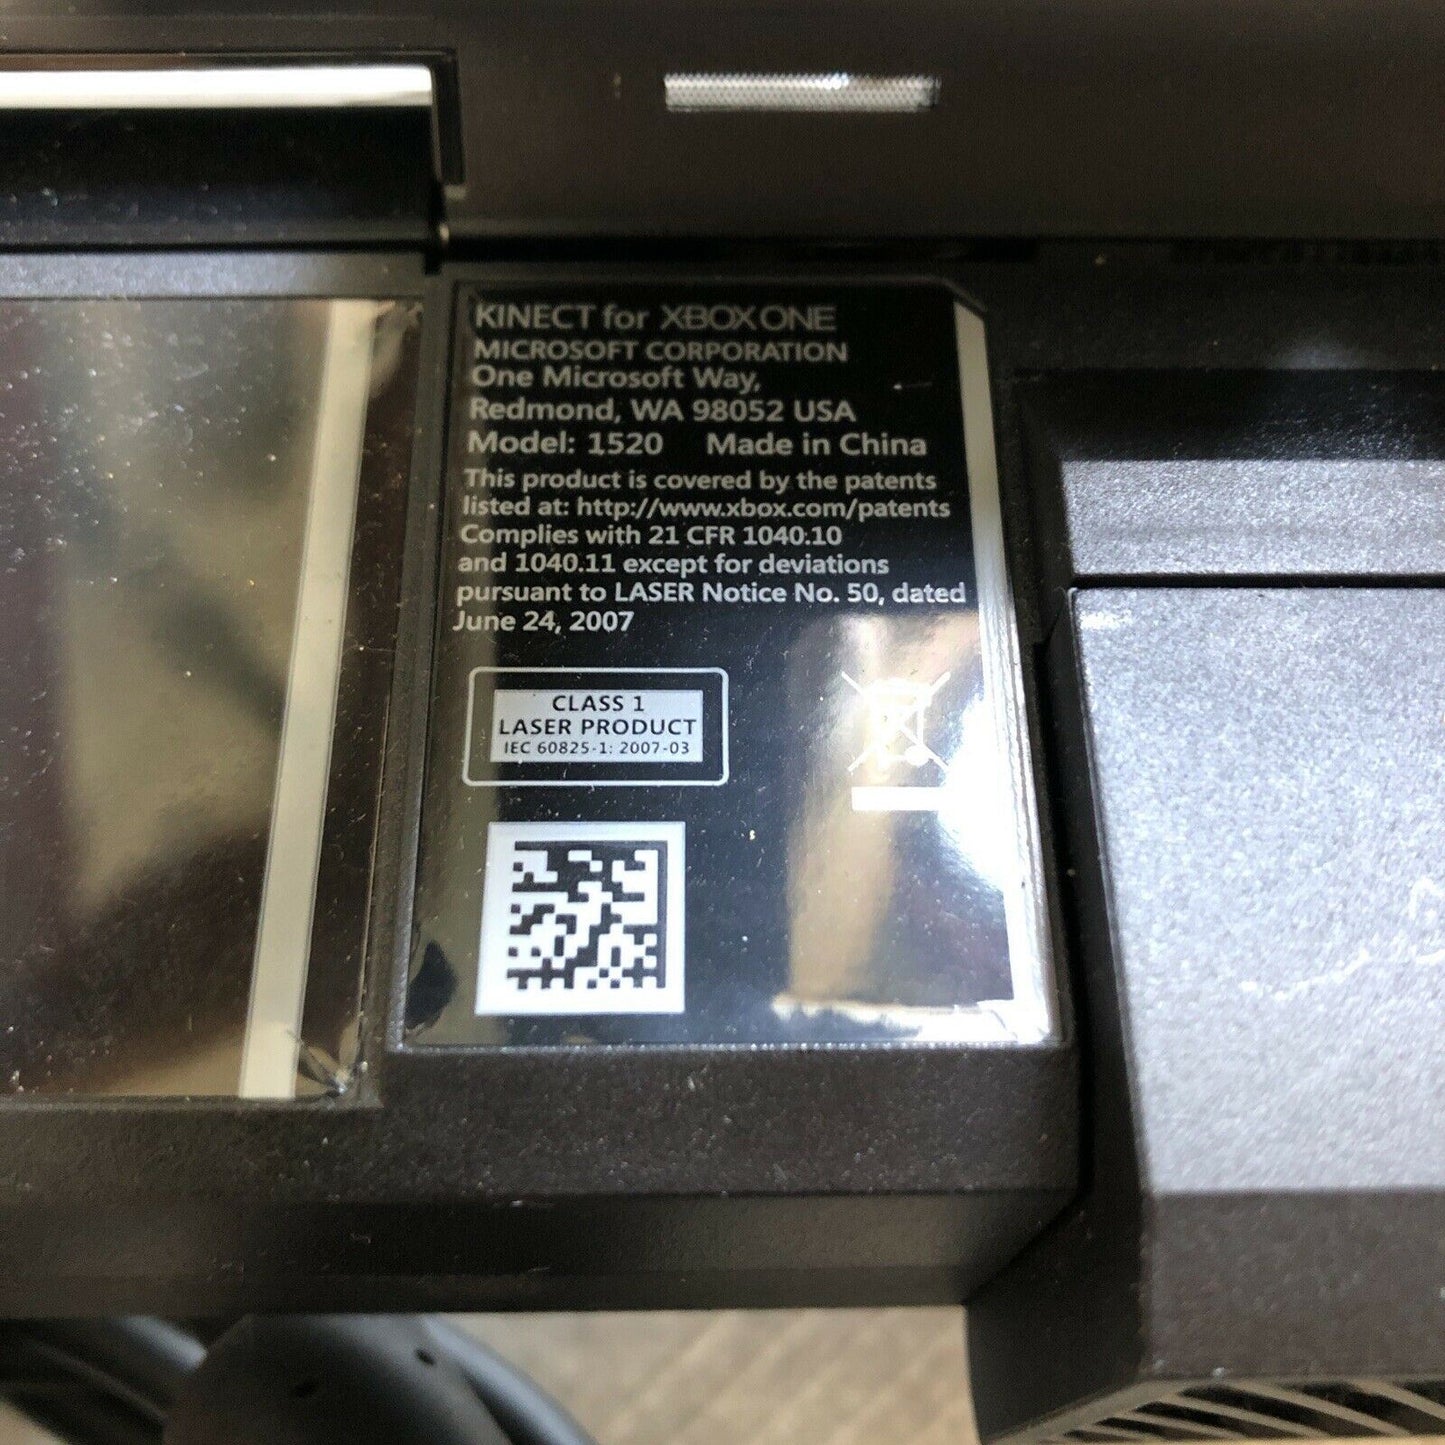 KINECT for XBOX ONE
MICROSOFT CORPORATION
One Microsoft Way,
Redmond, WA 98052 USA
Model: 1520 Made in China
This product is covered by the patents
listed at: http://www.xbox.com/patents
Complies with 21 CFR 1040.10
and 1040.11 except for deviations
pursuant to LASER Notice No. 50, dated
June 24, 2007
CLASS 1
LASER PRODUCT
IEC 60825-1: 2007-03